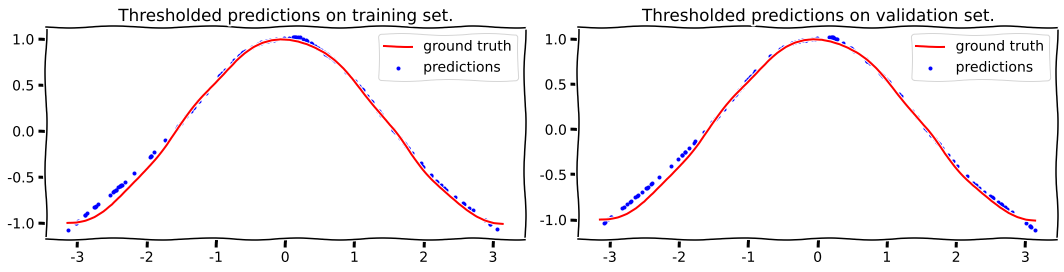 Thresholded predictions on training set.
1.0
0.5
0.0
-0.5
-1.0
-3 -2 -1 0 1 2 3
ground truth
predictions
Thresholded predictions on validation set.
1.0
0.5
0.0
-0.5
-1.0
-3 -2 -1 0 1 2 3
ground truth
predictions